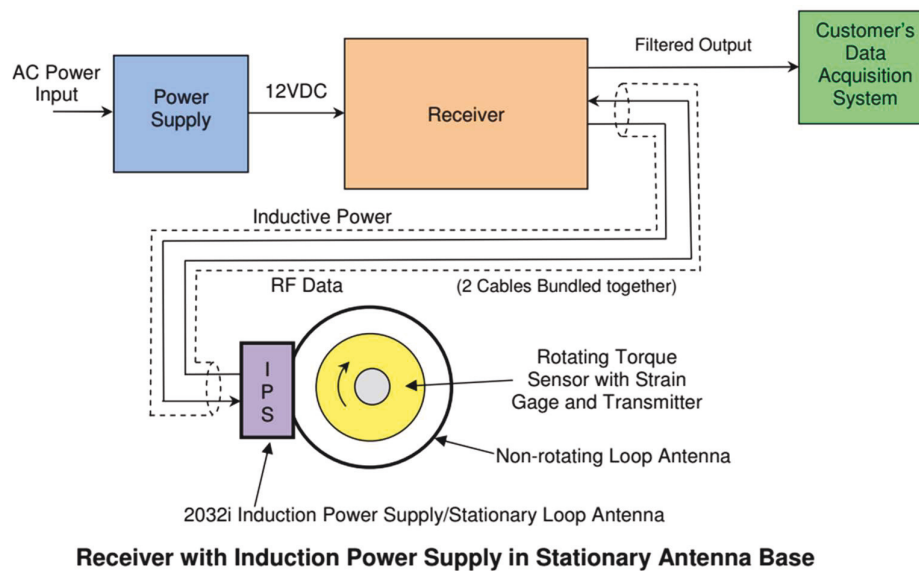 AC Power
Input
Power
Supply
12VDC
Receiver
Filtered Output
Customer's
Data
Acquisition
System
Inductive Power
RF Data
(2 Cables Bundled together)
I
P
S
Rotating Torque
Sensor with Strain
Gage and Transmitter
Non-rotating Loop Antenna
2032i Induction Power Supply/Stationary Loop Antenna
Receiver with Induction Power Supply in Stationary Antenna Base